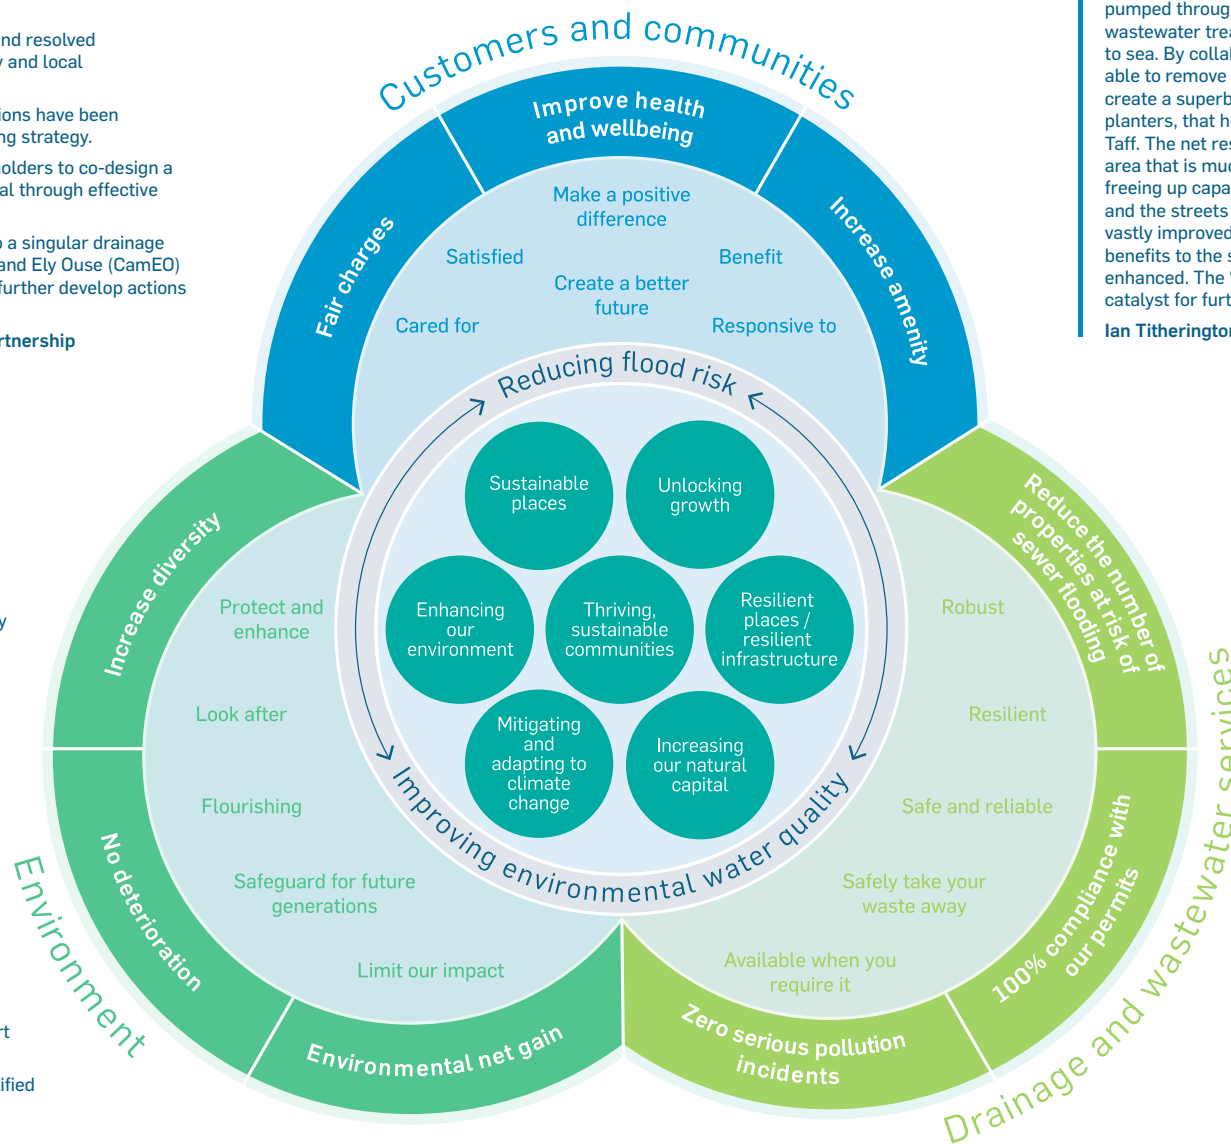 nd resolved
y and local
ions have been
ng strategy.
holders to co-design a
al through effective
o a singular drainage
and Ely Ouse (CamEO)
further develop actions
rtnership
pumped throug
wastewater trea
to sea. By collab
able to remove
create a superb
planters, that he
Taff. The net res
area that is muc
freeing up capa
and the streets
vastly improved
benefits to the s
enhanced. The '
catalyst for furt
Ian Titherington
Customers and communities
Fair charges
Improve health
and wellbeing
Increase amenity
Make a positive
difference
Satisfied
Benefit
Create a better
future
Cared for
Responsive to
Reducing flood risk
Sustainable
places
Unlocking
growth
Enhancing
our
environment
Thriving,
sustainable
communities
Resilient
places /
resilient
infrastructure
Mitigating
and
adapting to
climate
change
Increasing
our natural
capital
Improving environmental water quality
Environment
Increase diversity
No deterioration
Environmental net gain
Protect and
enhance
Look after
Flourishing
Safeguard for future
generations
Limit our impact
Drainage and wastewater services
Reduce the number of
properties at risk of
sewer flooding
100% compliance with
our permits
Zero serious pollution
incidents
Robust
Resilient
Safe and reliable
Safely take your
waste away
Available when you
require it
y
rt
ified